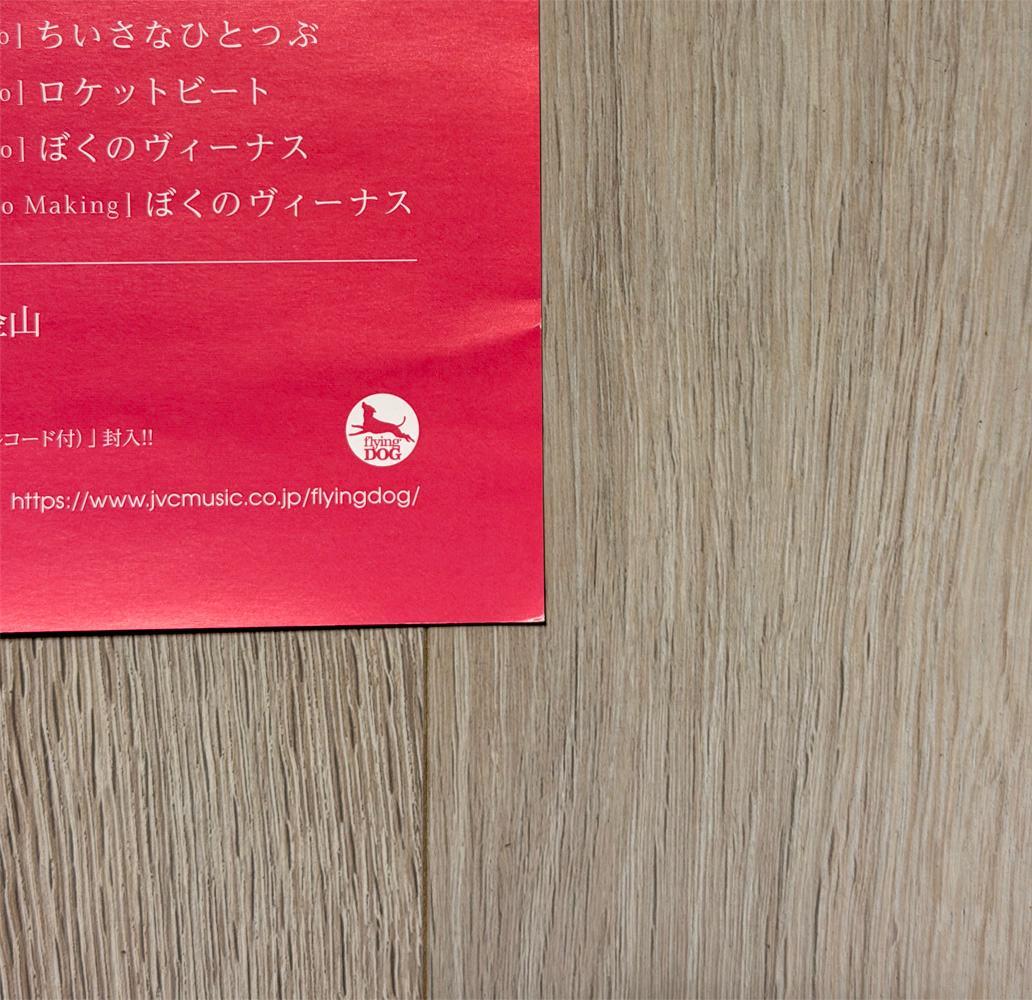 o] ちいさなひとつぶ
o] ロケットビート
o] ぼくのヴィーナス
o Making] ぼくのヴィーナス
山
コード付)」封入!!
flying
DOG
https://www.jvcmusic.co.jp/flyingdog/